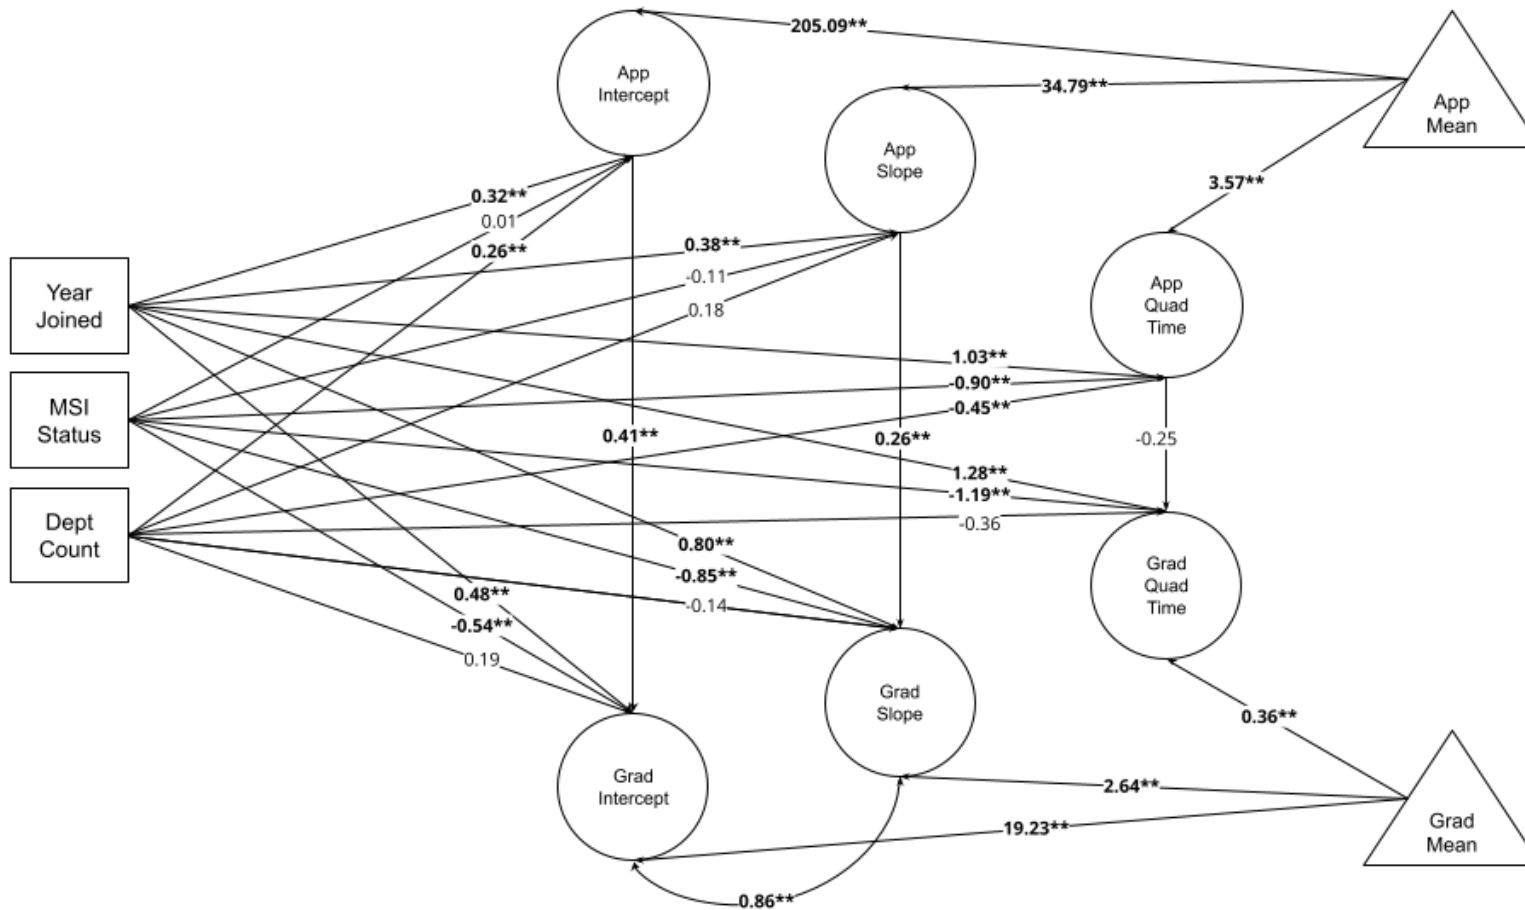 205.09**
App
Intercept
34.79**
App
Mean
App
Slope
3.57**
0.32**
0.01
0.26**
0.38**
-0.11
0.18
Year
Joined
App
Quad
Time
1.03**
-0.90**
-0.45**
MSI
Status
0.41**
0.26**
-0.25
1.28**
-1.19**
-0.36
Dept
Count
0.80**
-0.85**
-0.14
Grad
Quad
Time
0.48**
-0.54**
0.19
Grad
Slope
0.36**
Grad
Intercept
2.64**
19.23**
Grad
Mean
0.86**